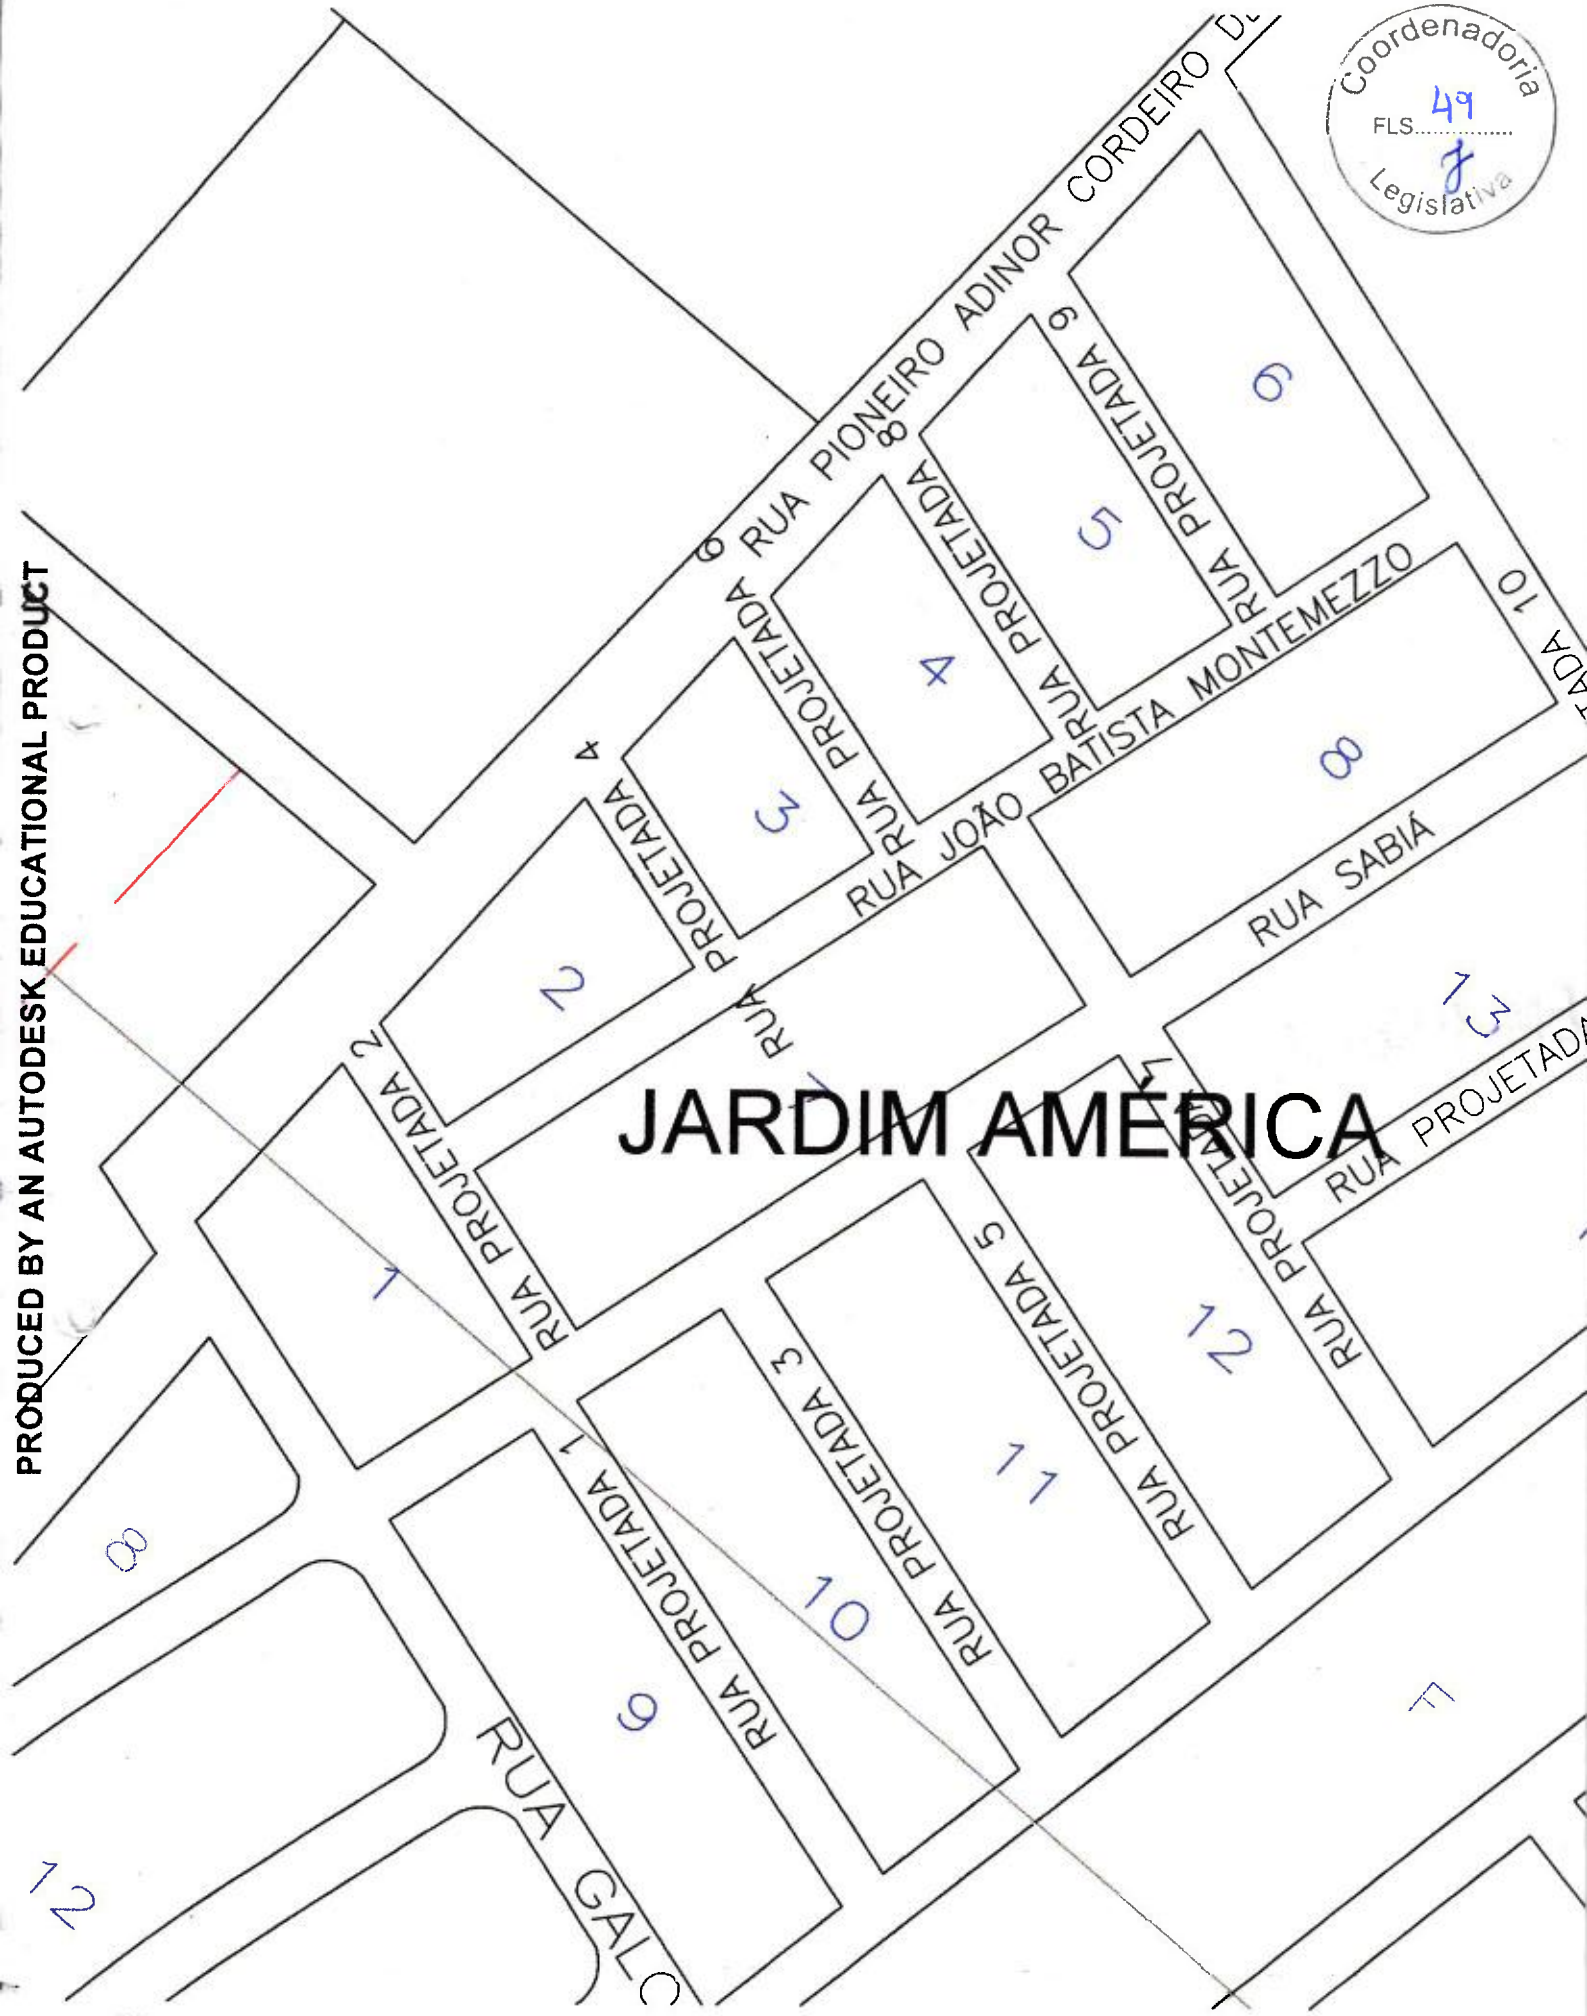 Coordenadoria
FLS. 49
Legislativa
RUA PIONEIRO ADINOR CORDEIRO
6
RUA PROJETADA 9
5
RUA PROJETADA 8
4
RUA PROJETADA 6
3
RUA PROJETADA 4
2
RUA PROJETADA 2
1
RUA JOÃO BATISTA MONTEMEZZO
10
8
RUA SABIÁ
13
RUA PROJETADA
7
JARDIM AMÉRICA
RUA PROJETADA 7
12
RUA PROJETADA 5
11
RUA PROJETADA 3
10
RUA PROJETADA 1
9
F
8
12
RUA
PRODUCED BY AN AUTODESK EDUCATIONAL PRODUCT